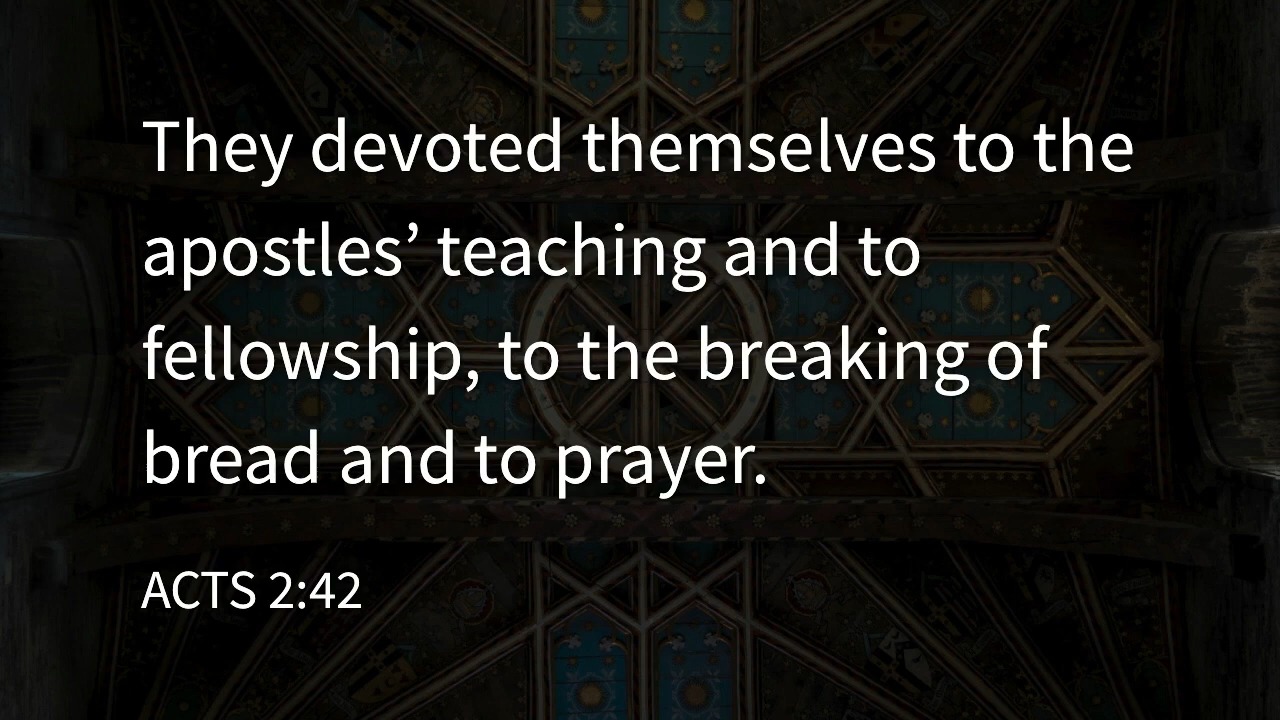 They devoted themselves to the
apostles’ teaching and to
fellowship, to the breaking of
bread and to prayer.
ACTS 2:42